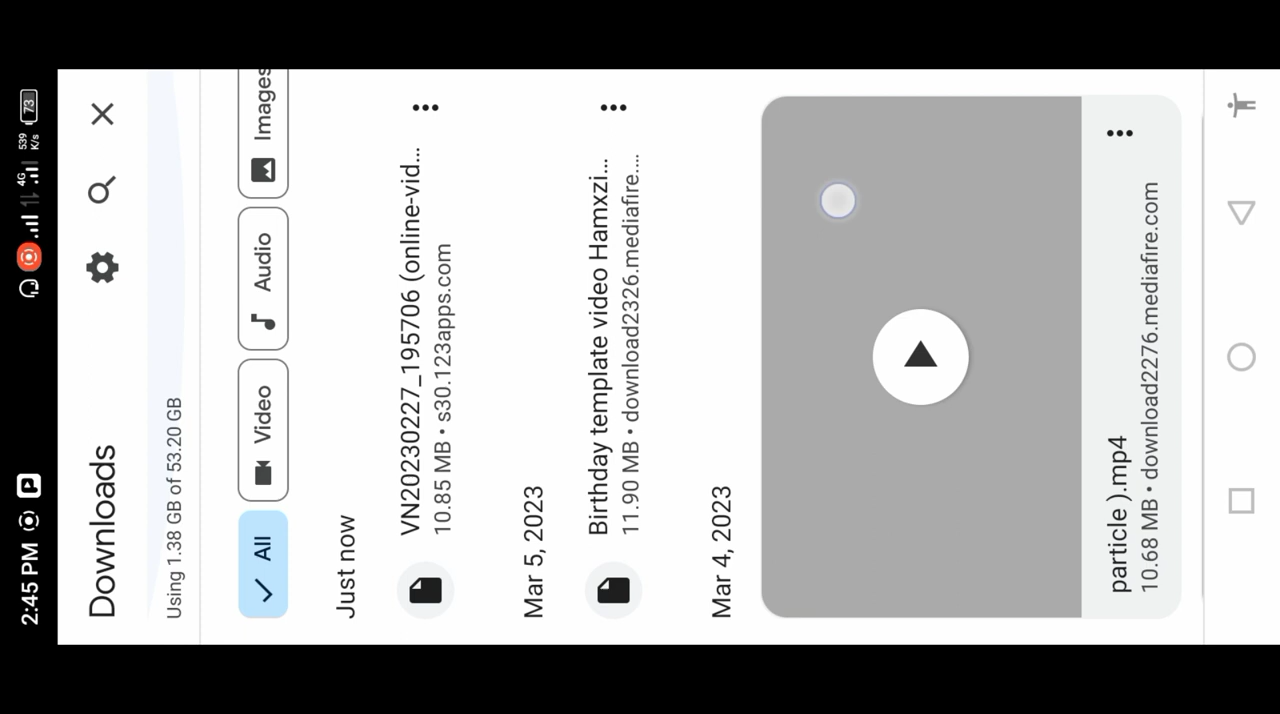 2:45 PM
539 K/s
4G
73
Downloads
Using 1.38 GB of 53.20 GB
All
Video
Audio
Images
Just now
VN20230227_195706 (online-vid...
10.85 MB • s30.123apps.com
Mar 5, 2023
Birthday template video Hamxzi...
11.90 MB • download2326.mediafire....
Mar 4, 2023
particle ).mp4
10.68 MB • download2276.mediafire.com